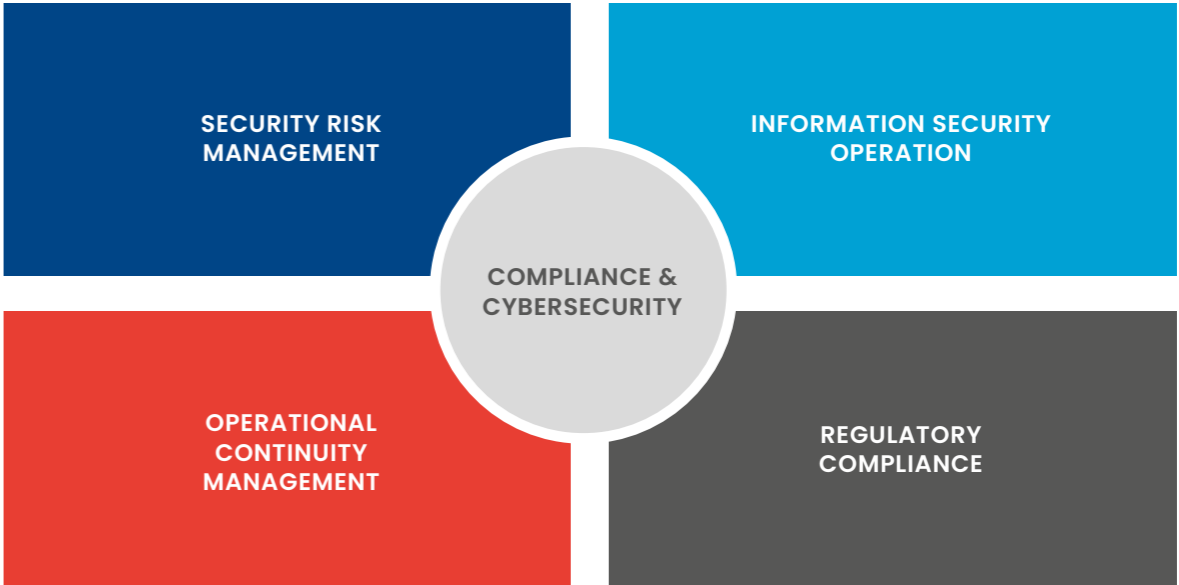 SECURITY RISK
MANAGEMENT
INFORMATION SECURITY
OPERATION
COMPLIANCE &
CYBERSECURITY
OPERATIONAL
CONTINUITY
MANAGEMENT
REGULATORY
COMPLIANCE